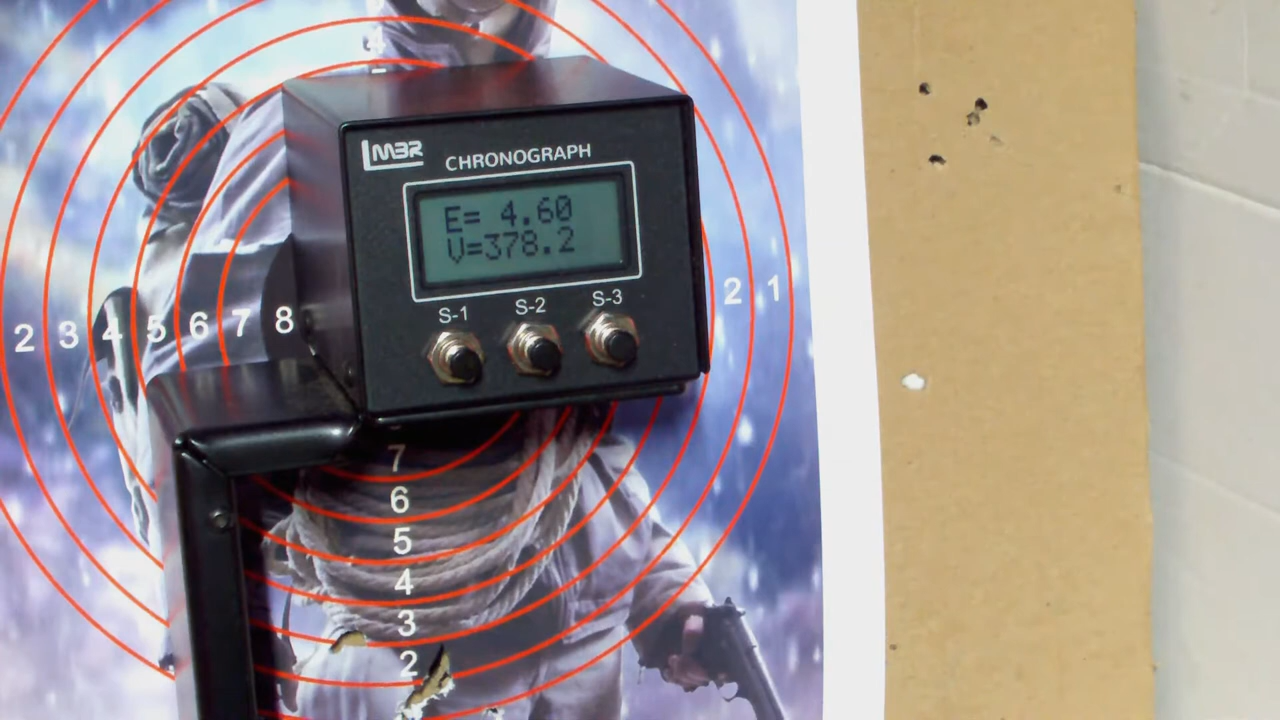 LMBR
CHRONOGRAPH
E= 4.60
V=378.2
S-1 S-2 S-3
2 3 4 5 6 7 8
2 1
7
6
5
4
3
2